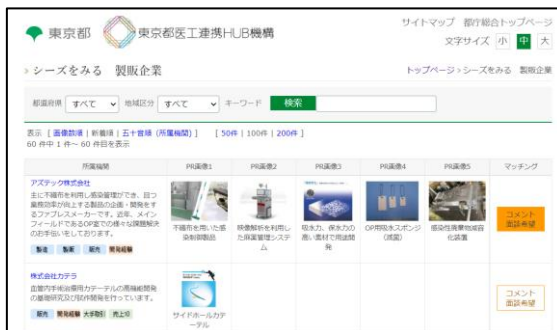 サイトマップ 都庁総合トップページ
東京都 東京都医工連携HUB機構
文字サイズ 小 中 大
シーズをみる 製販企業
トップページ>シーズをみる 製販企業
都道府県 すべて 地域区分 すべて キーワード 検索
表示 [ 画像数順 | 新着順 | 五十音順 (所属機関) ] [ 50件 | 100件 | 200件 ]
60 件中 1 件~ 60 件目を表示
所属機関 PR画像1 PR画像2 PR画像3 PR画像4 PR画像5 マッチング
アズテック株式会社
主に不織布を利用し感染管理ができ、且つ
業務効率が向上する製品の企画・開発をす
るファブレスメーカーです。近年、メイン
フィールドであるOP室での様々な課題解決
のお手伝いをしております。
製造 製販 販売 開発経験
不織布を用いた感
染制御製品
映像解析を利用し
た麻薬管理システ
ム
吸水力、保水力の
高い素材で用途開
発
OP用吸水スポンジ
(滅菌)
感染性廃棄物減容
化装置
コメント
面談希望
株式会社カテラ
血管内手術治療用カテーテルの高機能開発
の基礎研究及び試作開発を行っています。
販売 開発経験 大手取引 売上1億
サイドホールカテ
ーテル
コメント
面談希望